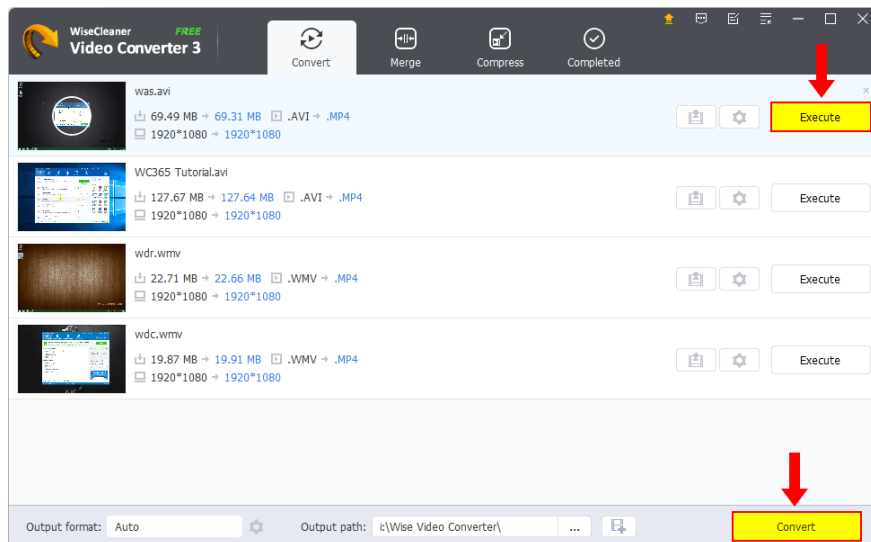 WiseCleaner FREE
Video Converter 3
Convert
Merge
Compress
Completed
was.avi
69.49 MB → 69.31 MB .AVI → .MP4
1920*1080 → 1920*1080
Execute
WC365 Tutorial.avi
127.67 MB → 127.64 MB .AVI → .MP4
1920*1080 → 1920*1080
Execute
wdr.wmv
22.71 MB → 22.66 MB .WMV → .MP4
1920*1080 → 1920*1080
Execute
wdc.wmv
19.87 MB → 19.91 MB .WMV → .MP4
1920*1080 → 1920*1080
Execute
Output format: Auto
Output path: i:\Wise Video Converter\ ...
Convert